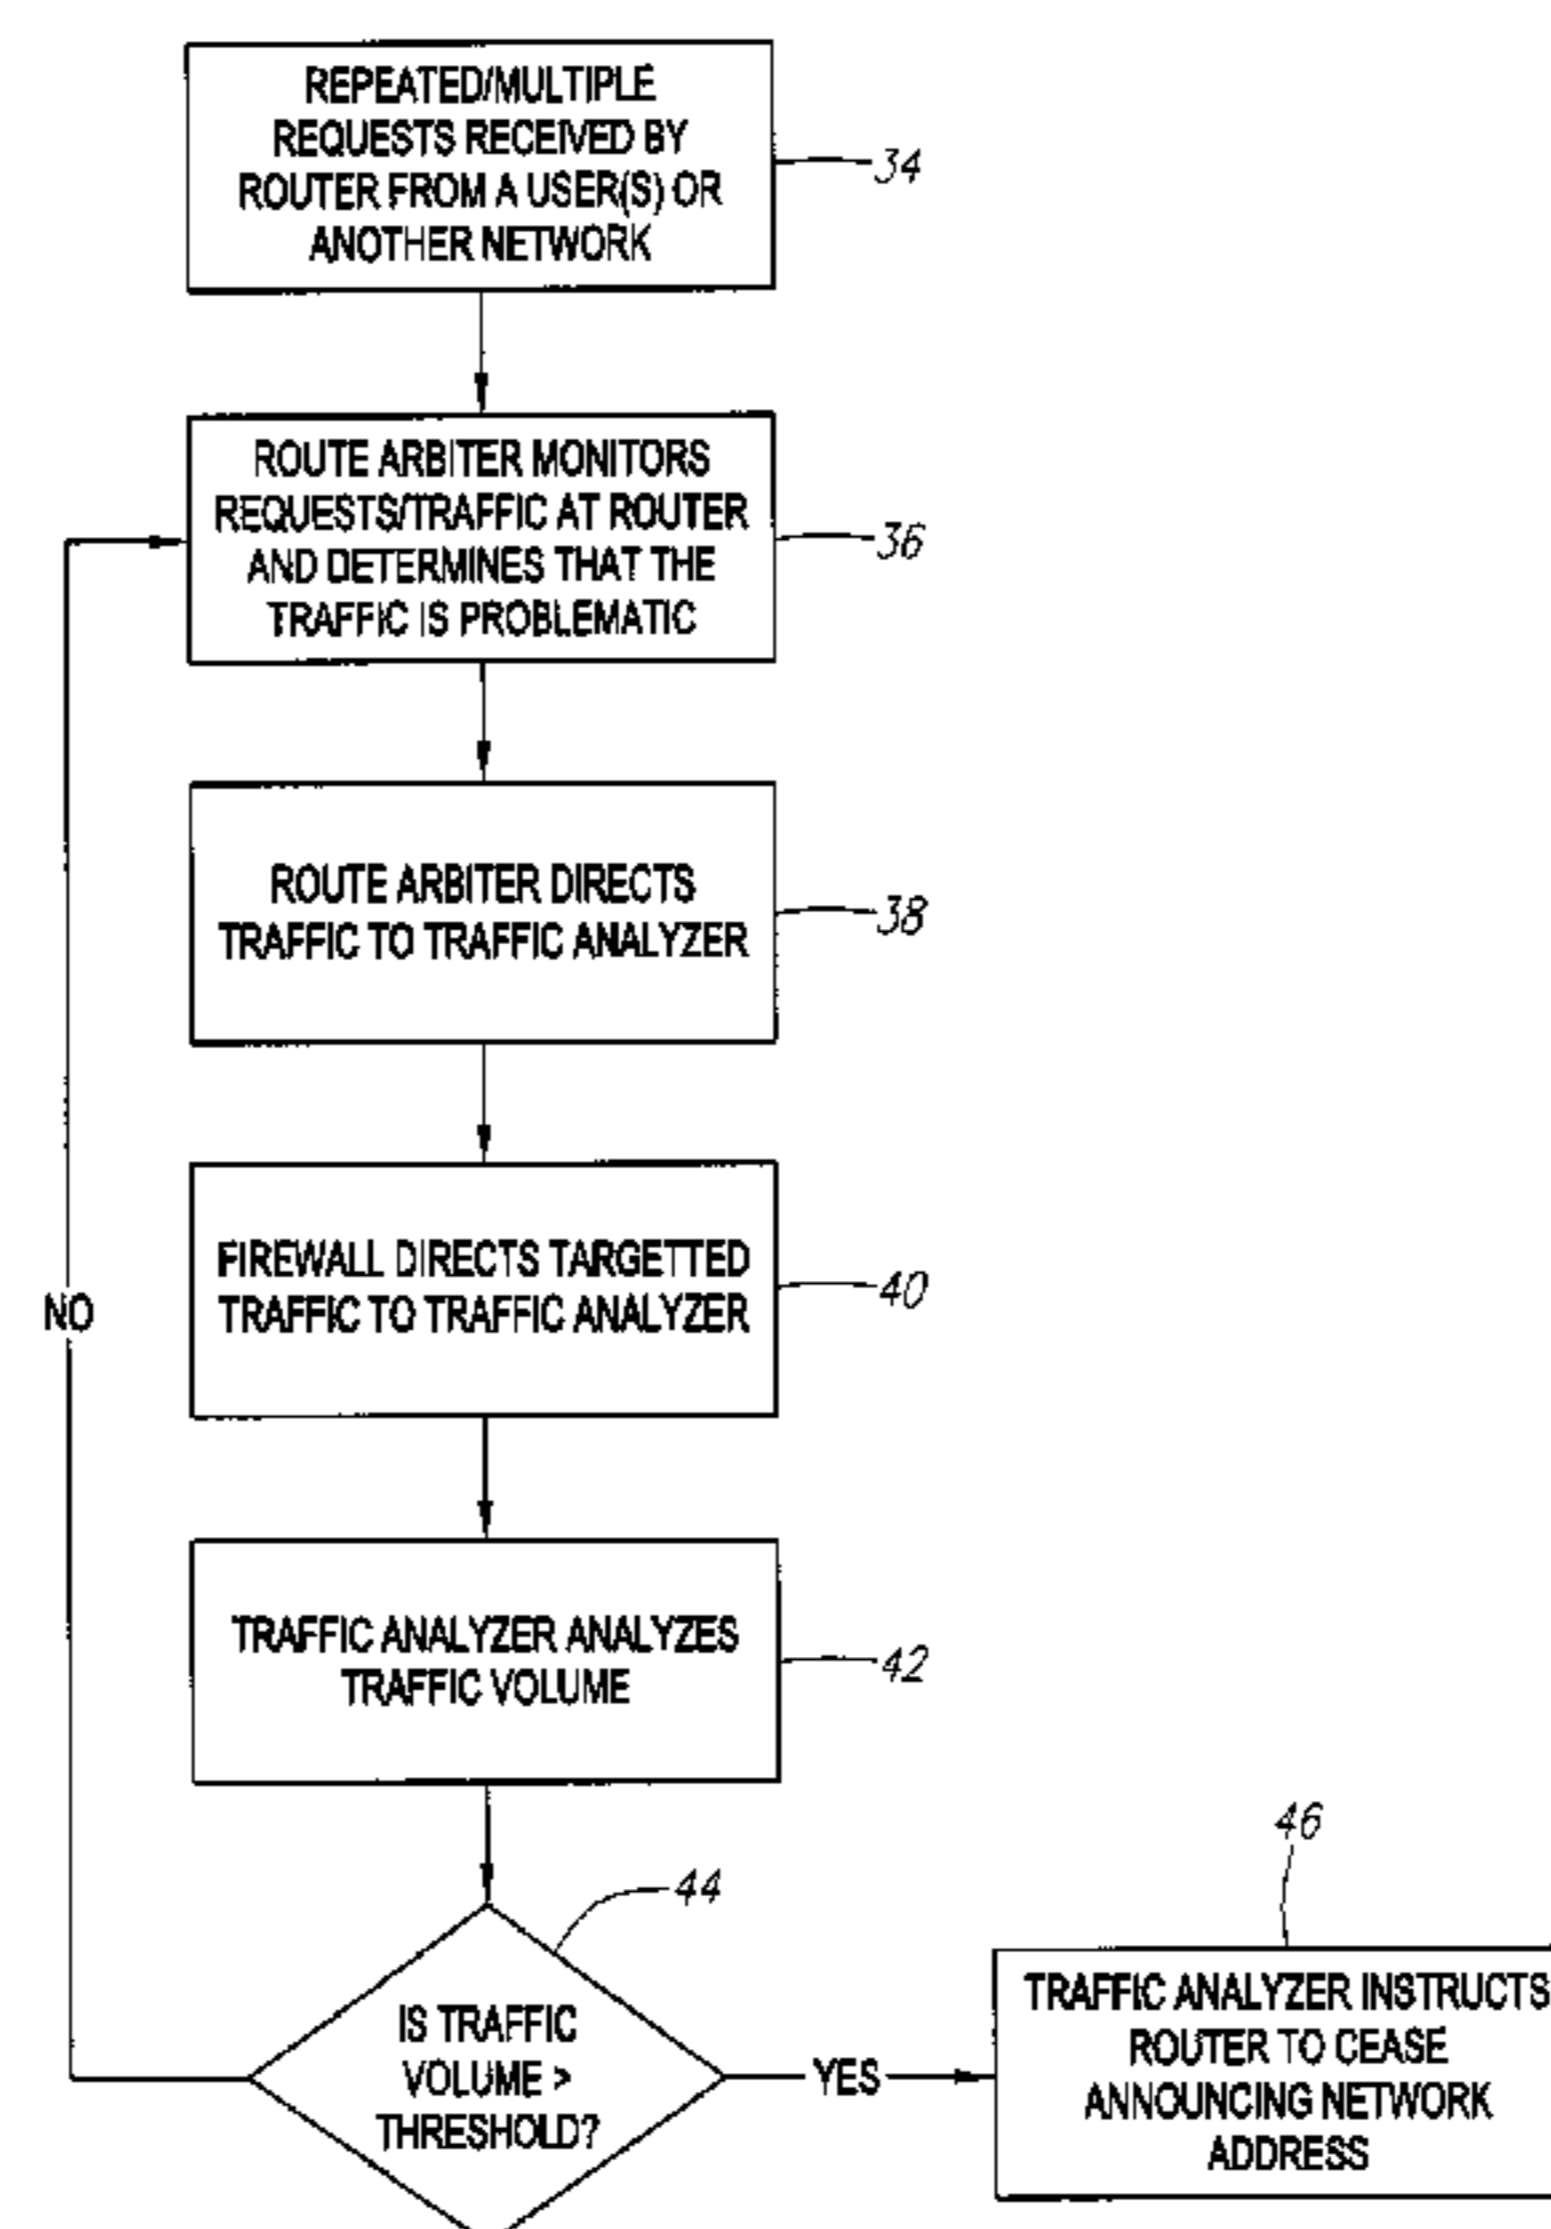 REPEATED/MULTIPLE
REQUESTS RECEIVED BY
ROUTER FROM A USER(S) OR
ANOTHER NETWORK
34
ROUTE ARBITER MONITORS
REQUESTS/TRAFFIC AT ROUTER
AND DETERMINES THAT THE
TRAFFIC IS PROBLEMATIC
36
ROUTE ARBITER DIRECTS
TRAFFIC TO TRAFFIC ANALYZER
38
FIREWALL DIRECTS TARGETTED
TRAFFIC TO TRAFFIC ANALYZER
40
NO
TRAFFIC ANALYZER ANALYZES
TRAFFIC VOLUME
42
44
IS TRAFFIC
VOLUME >
THRESHOLD?
YES
46
TRAFFIC ANALYZER INSTRUCTS
ROUTER TO CEASE
ANNOUNCING NETWORK
ADDRESS